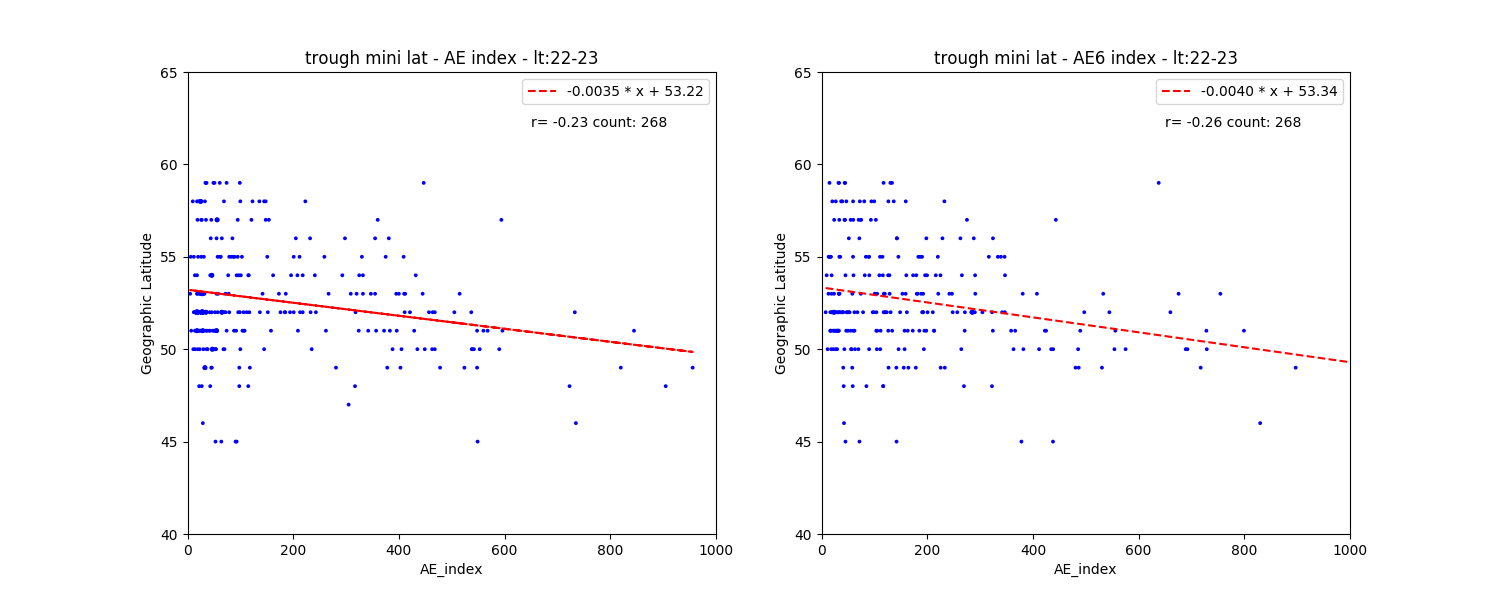 trough mini lat - AE index - lt:22-23
-0.0035 * x + 53.22
r= -0.23 count: 268
Geographic Latitude
65
60
55
50
45
40
0 200 400 600 800 1000
AE_index
trough mini lat - AE6 index - lt:22-23
-0.0040 * x + 53.34
r= -0.26 count: 268
Geographic Latitude
65
60
55
50
45
40
0 200 400 600 800 1000
AE_index